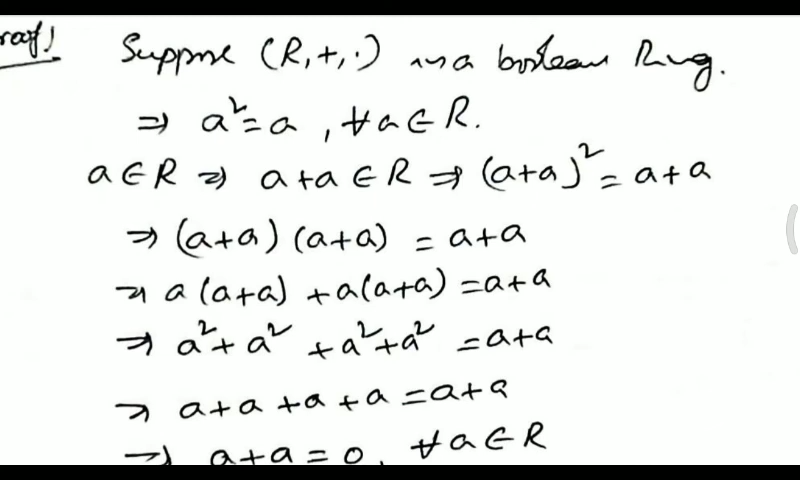 Proof! Suppose (R, +, ·) is a boolean Ring.
⇒ a² = a , ∀ a ∈ R.
a ∈ R ⇒ a+a ∈ R ⇒ (a+a)² = a+a
⇒ (a+a) (a+a) = a+a
⇒ a (a+a) + a(a+a) = a+a
⇒ a² + a² + a² + a² = a+a
⇒ a+a +a +a = a+a
⇒ a+a = 0, ∀ a ∈ R